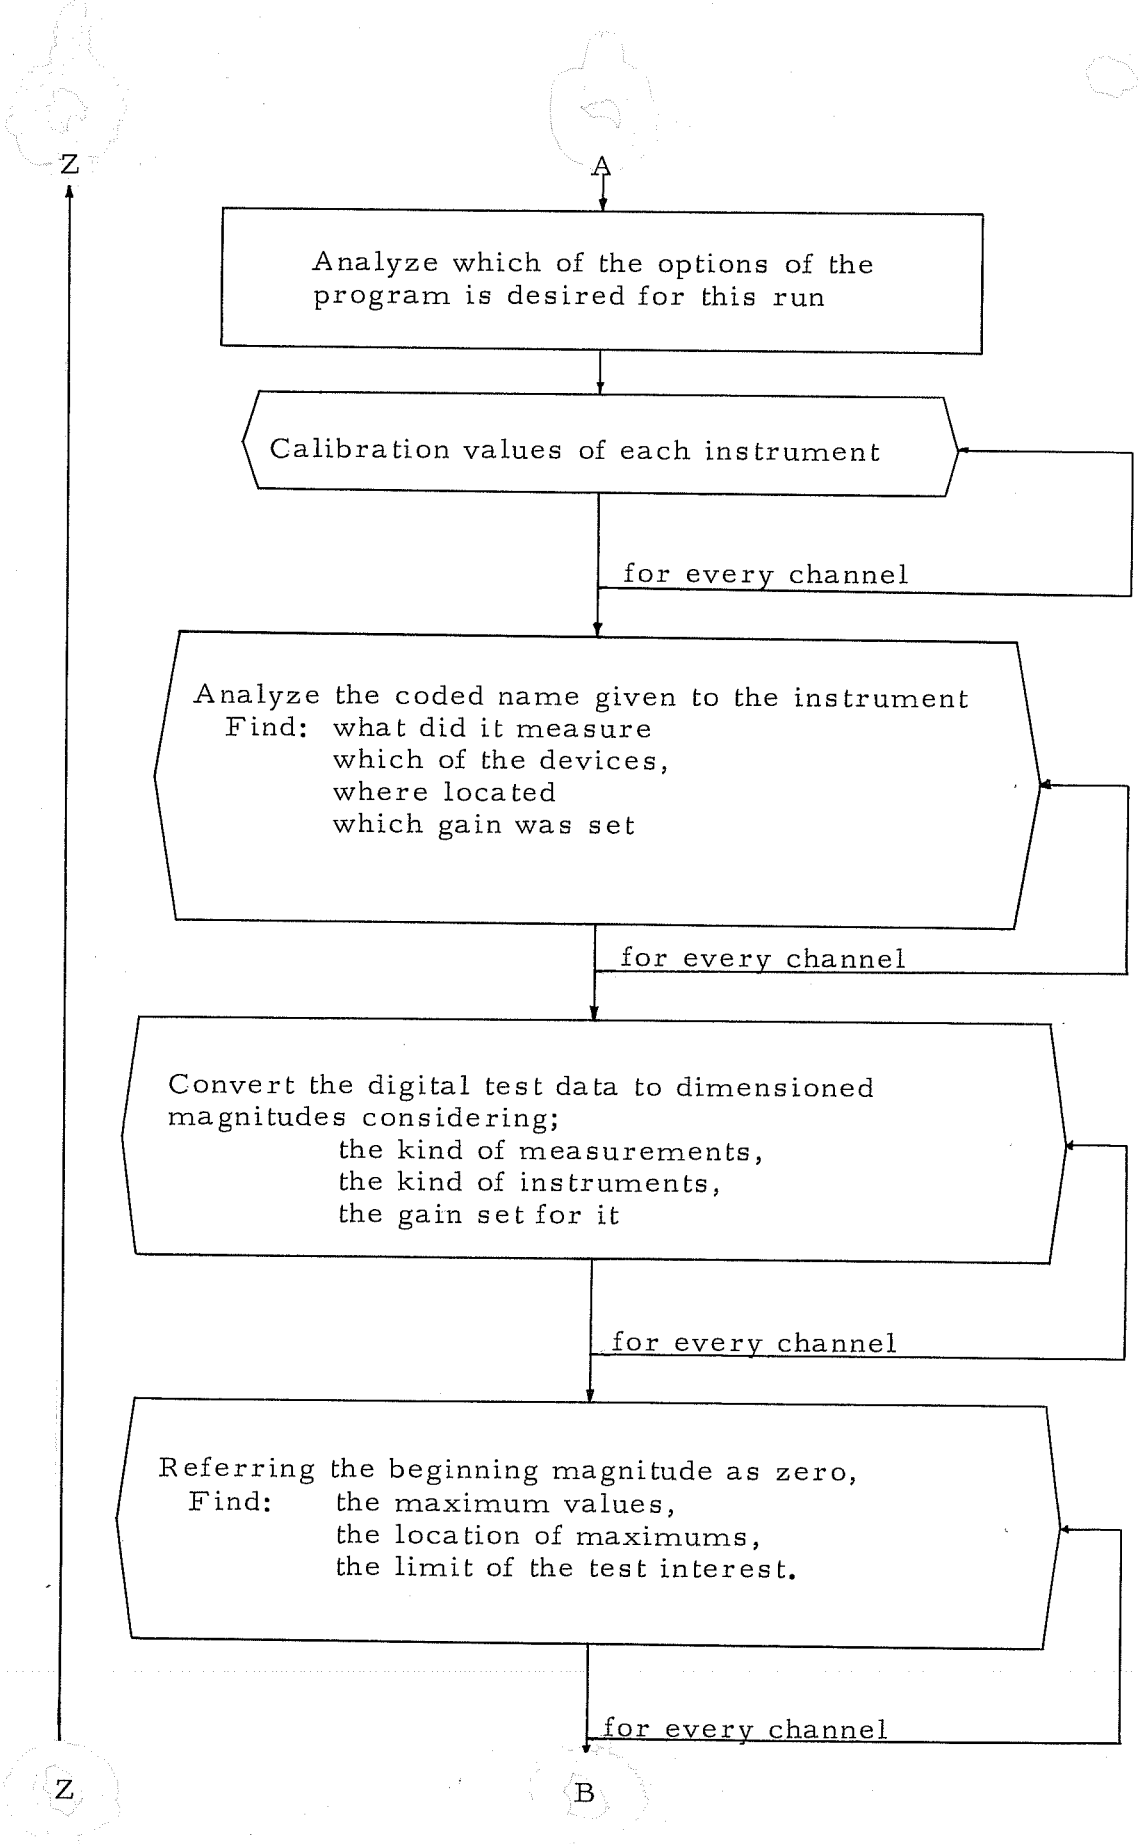 Z
A
Analyze which of the options of the
program is desired for this run
Calibration values of each instrument
for every channel
Analyze the coded name given to the instrument
Find: what did it measure
which of the devices,
where located
which gain was set
for every channel
Convert the digital test data to dimensioned
magnitudes considering;
the kind of measurements,
the kind of instruments,
the gain set for it
for every channel
Referring the beginning magnitude as zero,
Find: the maximum values,
the location of maximums,
the limit of the test interest.
for every channel
Z
B